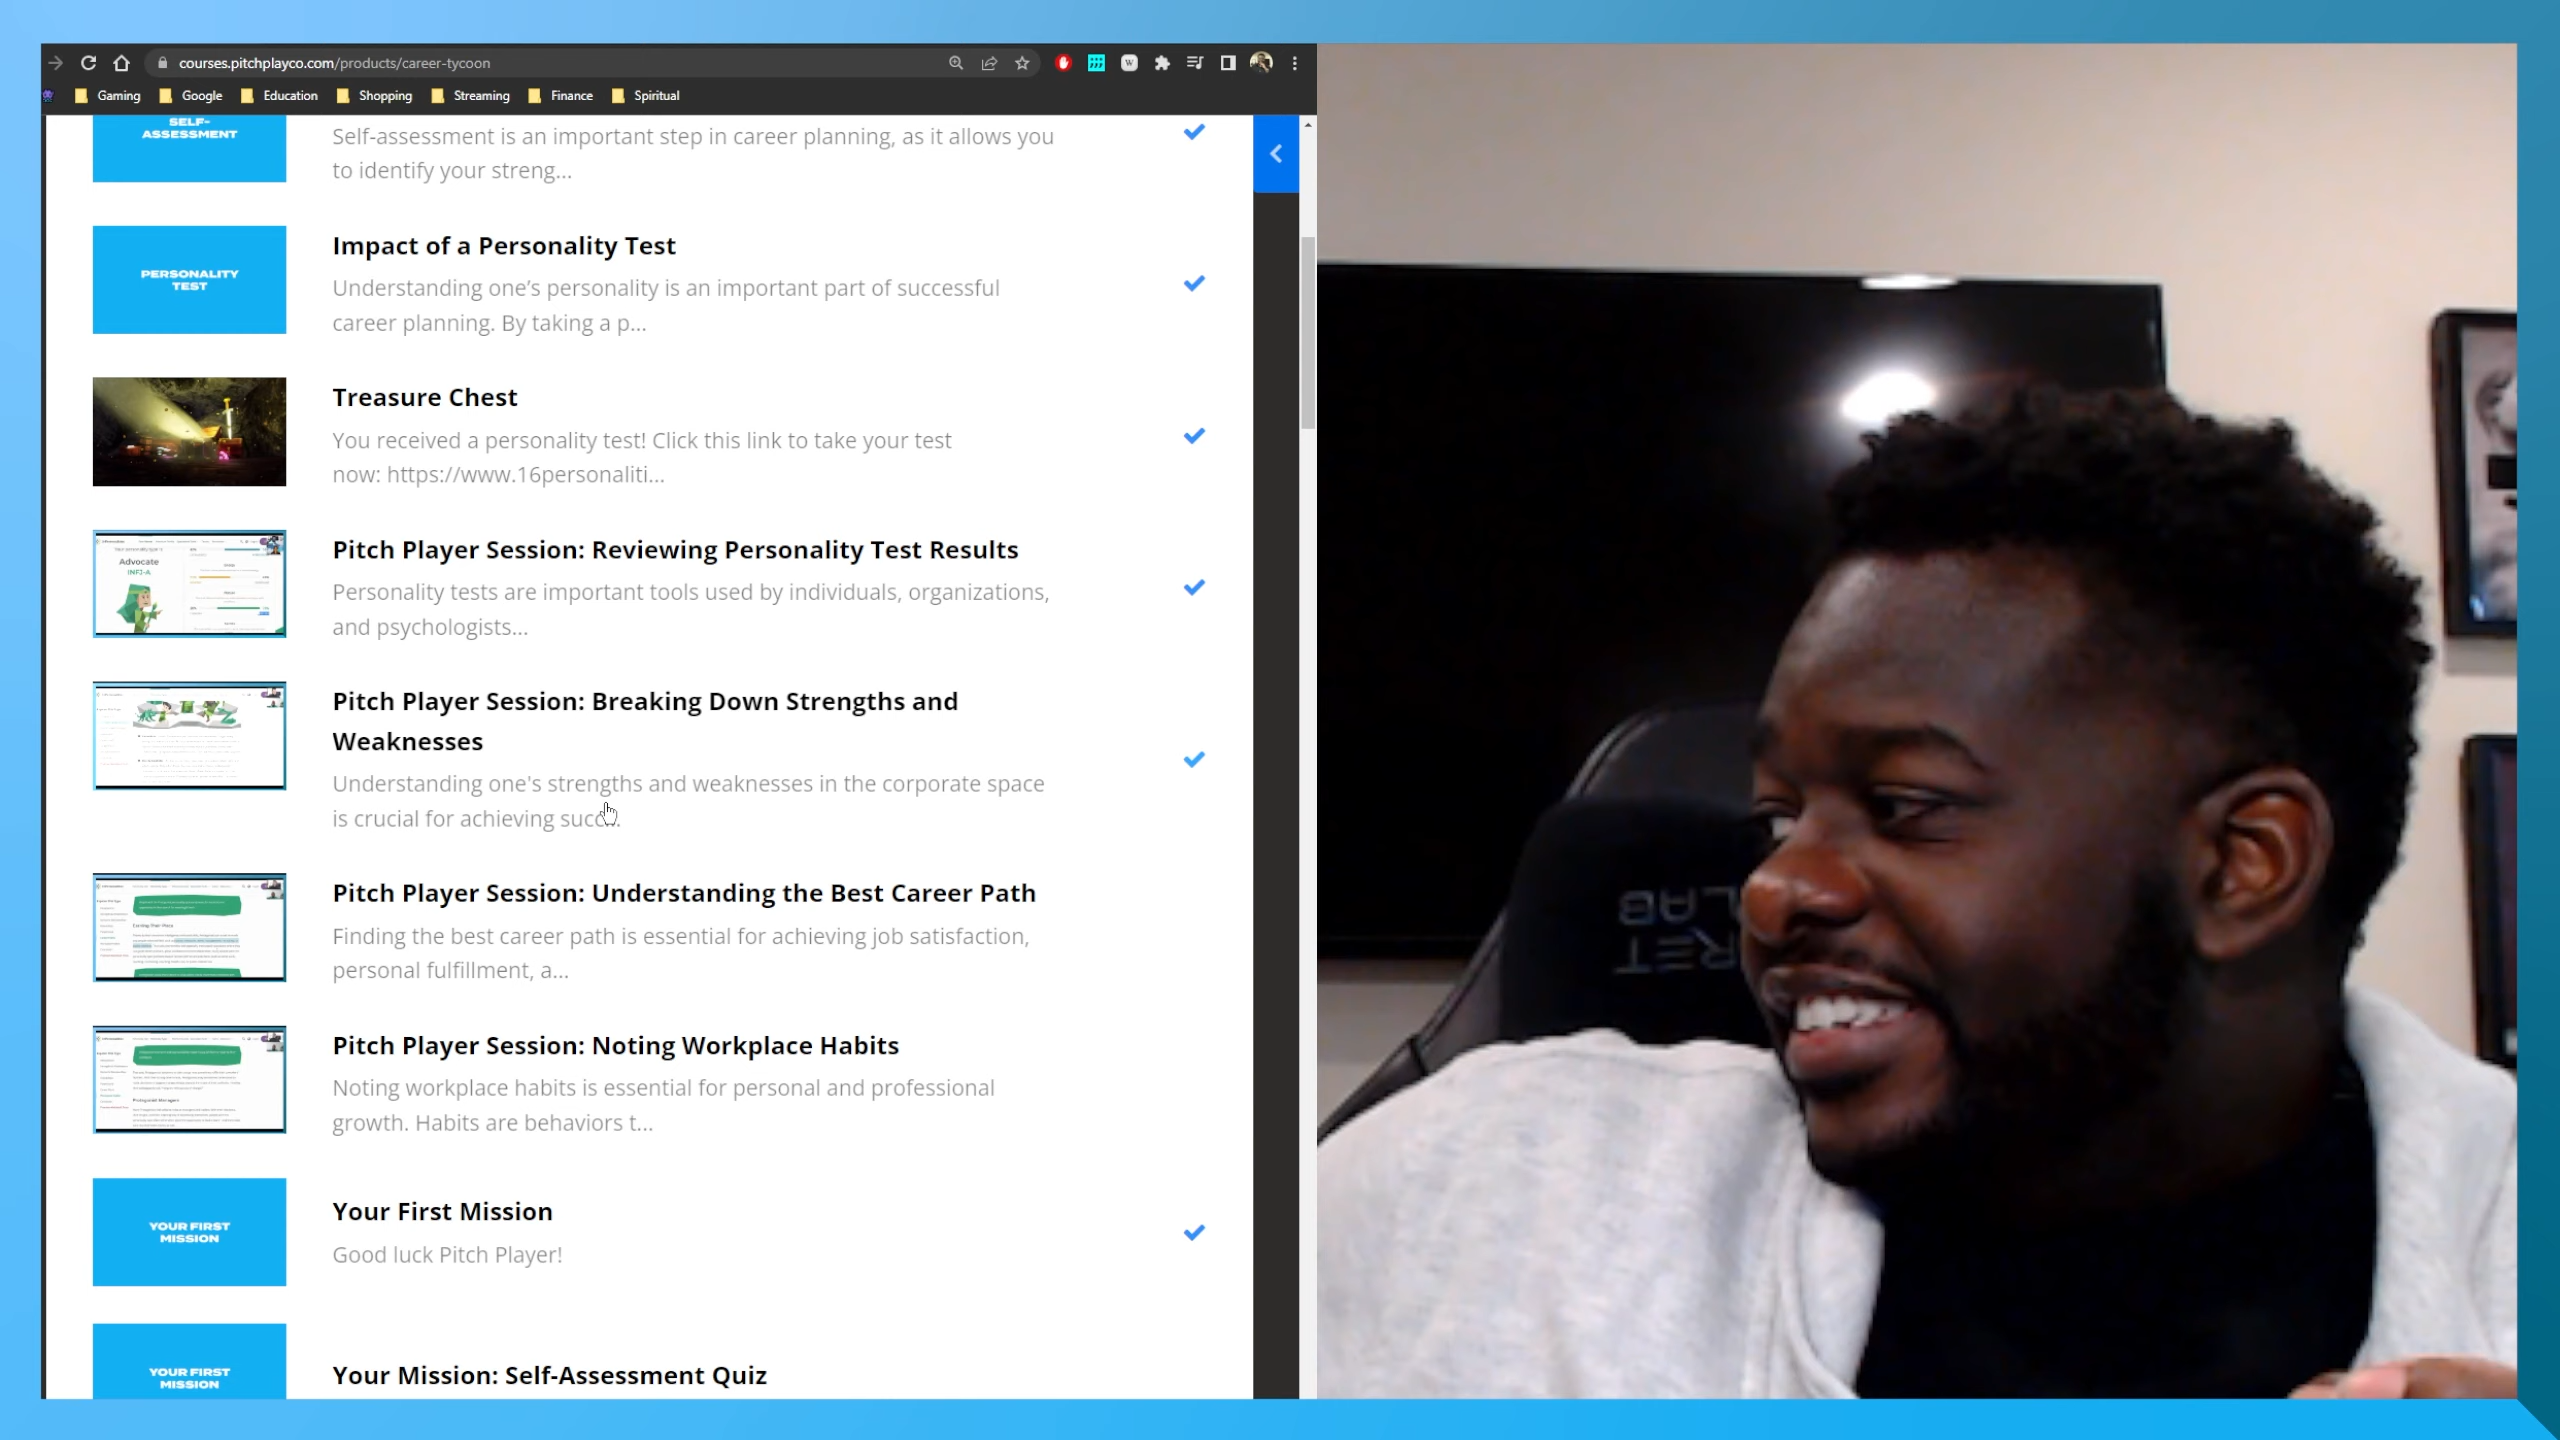 courses.pitchplayco.com/products/career-tycoon
Gaming Google Education Shopping Streaming Finance Spiritual
SELF-
ASSESSMENT
Self-assessment is an important step in career planning, as it allows you
to identify your streng...
PERSONALITY
TEST
Impact of a Personality Test
Understanding one’s personality is an important part of successful
career planning. By taking a p...
Treasure Chest
You received a personality test! Click this link to take your test
now: https://www.16personaliti...
Advocate
INFJ-A
Pitch Player Session: Reviewing Personality Test Results
Personality tests are important tools used by individuals, organizations,
and psychologists...
Pitch Player Session: Breaking Down Strengths and
Weaknesses
Understanding one's strengths and weaknesses in the corporate space
is crucial for achieving succ...
Pitch Player Session: Understanding the Best Career Path
Finding the best career path is essential for achieving job satisfaction,
personal fulfillment, a...
Pitch Player Session: Noting Workplace Habits
Noting workplace habits is essential for personal and professional
growth. Habits are behaviors t...
YOUR FIRST
MISSION
Your First Mission
Good luck Pitch Player!
YOUR FIRST
MISSION
Your Mission: Self-Assessment Quiz